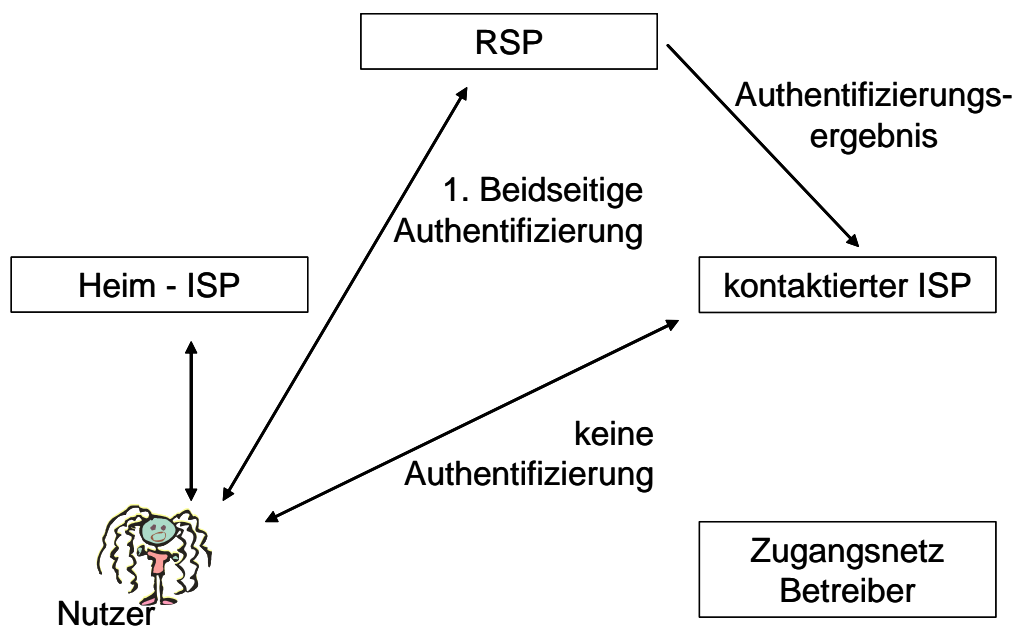 RSP
Authentifizierungs-
ergebnis
1. Beidseitige
Authentifizierung
Heim - ISP
kontaktierter ISP
keine
Authentifizierung
Zugangsnetz
Betreiber
Nutzer